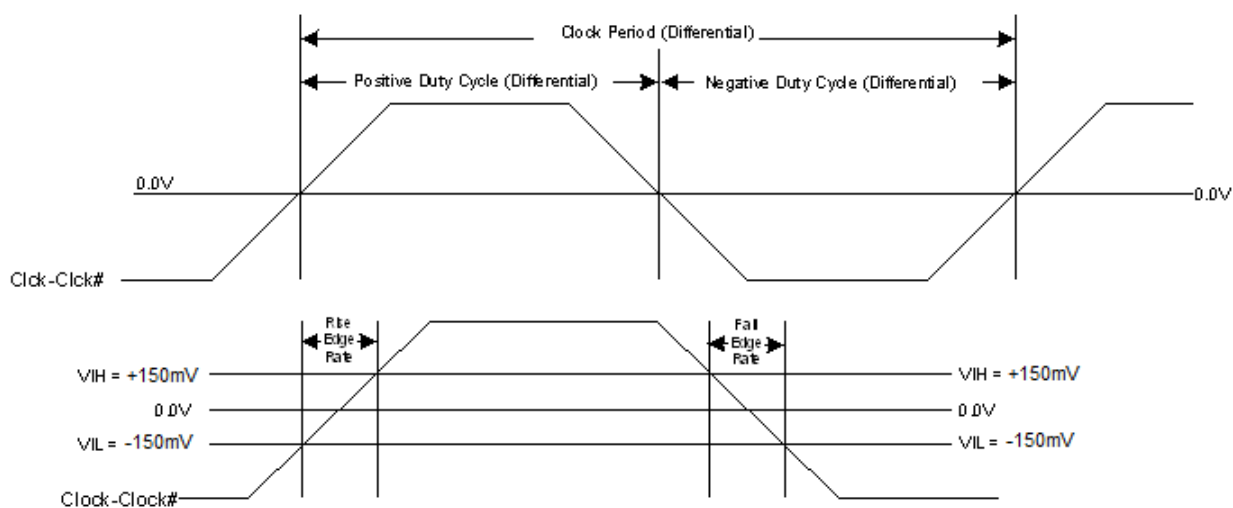 Clock Period (Differential)
Positive Duty Cycle (Differential)
Negative Duty Cycle (Differential)
0.0V
0.0V
Clck-Clck#
Rise
Edge
Rate
Fall
Edge
Rate
VIH = +150mV
VIH = +150mV
0.0V
0.0V
VIL = -150mV
VIL = -150mV
Clock-Clock#